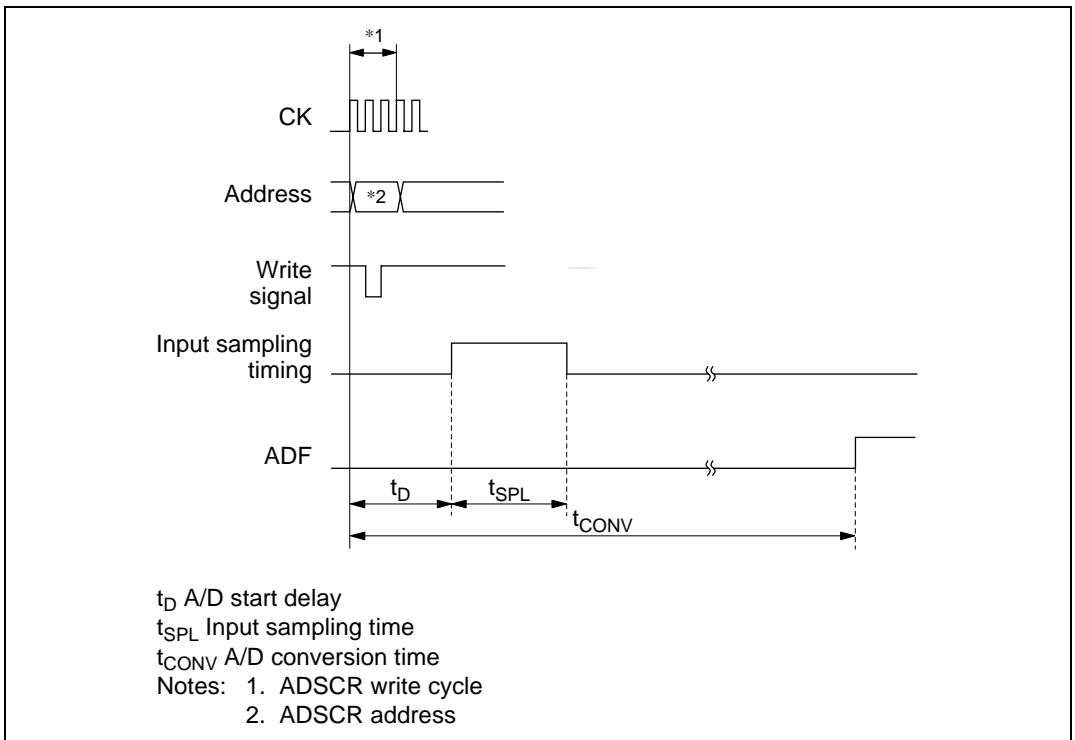 *1
CK
Address
*2
Write
signal
Input sampling
timing
ADF
tD
tSPL
tCONV
tD A/D start delay
tSPL Input sampling time
tCONV A/D conversion time
Notes: 1. ADSCR write cycle
2. ADSCR address